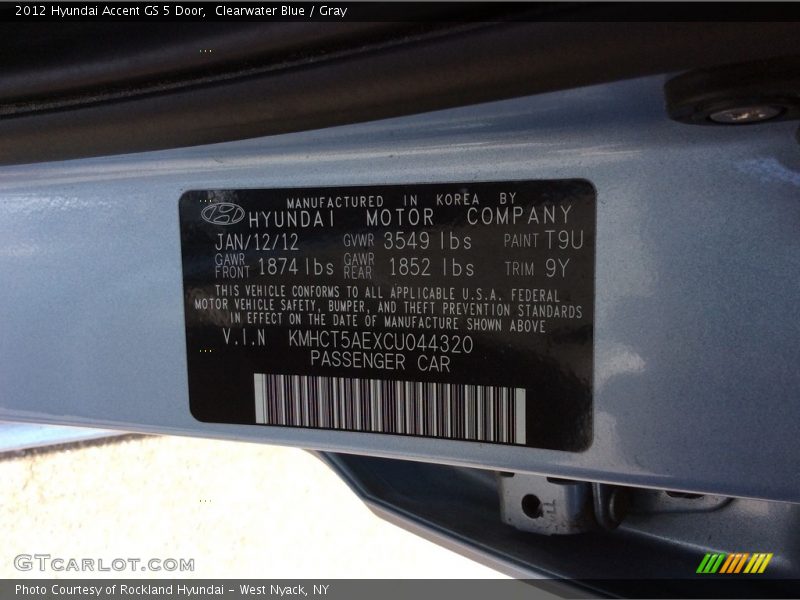 2012 Hyundai Accent GS 5 Door,  Clearwater Blue / Gray
MANUFACTURED IN KOREA BY
HYUNDAI MOTOR COMPANY
JAN/12/12 GVWR 3549 lbs PAINT T9U
GAWR FRONT 1874 lbs GAWR REAR 1852 lbs TRIM 9Y
THIS VEHICLE CONFORMS TO ALL APPLICABLE U.S.A. FEDERAL
MOTOR VEHICLE SAFETY, BUMPER, AND THEFT PREVENTION STANDARDS
IN EFFECT ON THE DATE OF MANUFACTURE SHOWN ABOVE
V.I.N KMHCT5AEXCU044320
PASSENGER CAR
GTCARLOT.COM
Photo Courtesy of Rockland Hyundai - West Nyack, NY